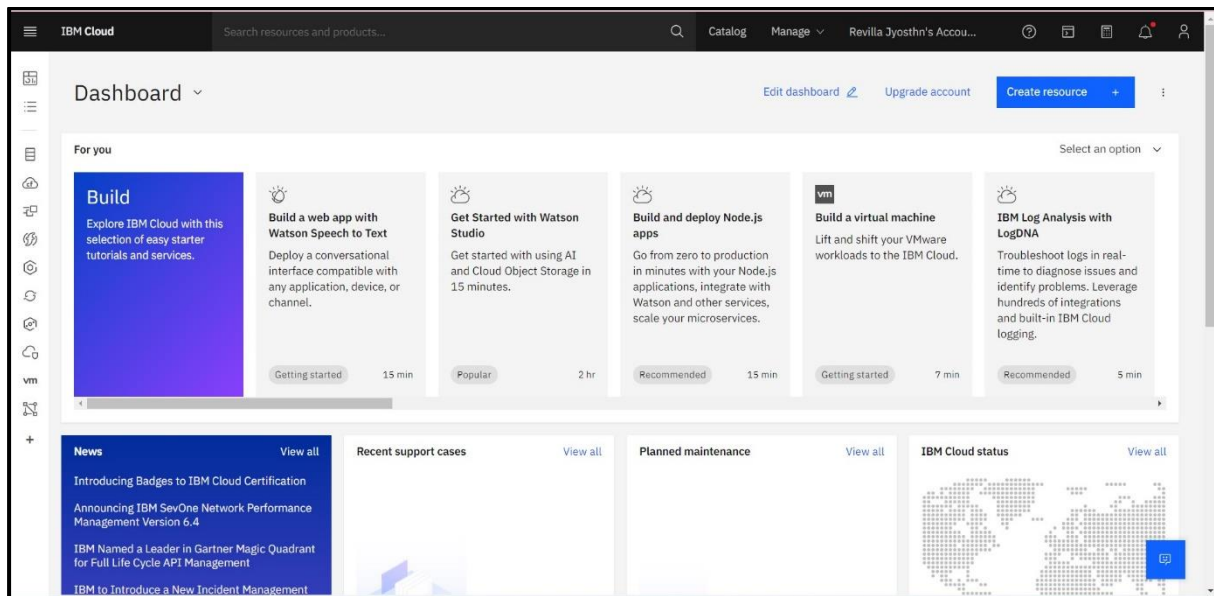 IBM Cloud
Search resources and products...
Catalog
Manage
Revilla Jyosthn's Accou...
Dashboard
Edit dashboard
Upgrade account
Create resource +
For you
Select an option
Build
Explore IBM Cloud with this
selection of easy starter
tutorials and services.
Build a web app with
Watson Speech to Text
Deploy a conversational
interface compatible with
any application, device, or
channel.
Getting started
15 min
Get Started with Watson
Studio
Get started with using AI
and Cloud Object Storage in
15 minutes.
Popular
2 hr
Build and deploy Node.js
apps
Go from zero to production
in minutes with your Node.js
applications, integrate with
Watson and other services,
scale your microservices.
Recommended
15 min
vm
Build a virtual machine
Lift and shift your VMware
workloads to the IBM Cloud.
Getting started
7 min
IBM Log Analysis with
LogDNA
Troubleshoot logs in real-
time to diagnose issues and
identify problems. Leverage
hundreds of integrations
and built-in IBM Cloud
logging.
Recommended
5 min
vm
News
View all
Introducing Badges to IBM Cloud Certification
Announcing IBM SevOne Network Performance
Management Version 6.4
IBM Named a Leader in Gartner Magic Quadrant
for Full Life Cycle API Management
IBM to Introduce a New Incident Management
Recent support cases
View all
Planned maintenance
View all
IBM Cloud status
View all